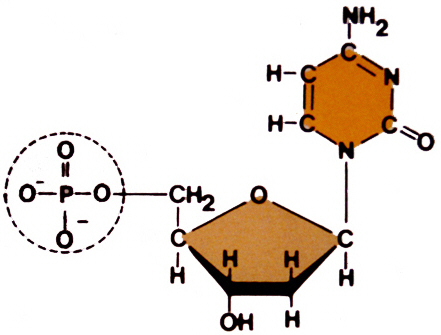 NH₂
C
H–C N
H–C C=O
N
O
O⁻–P–O CH₂ O
O⁻
C C
H H H H
OH H